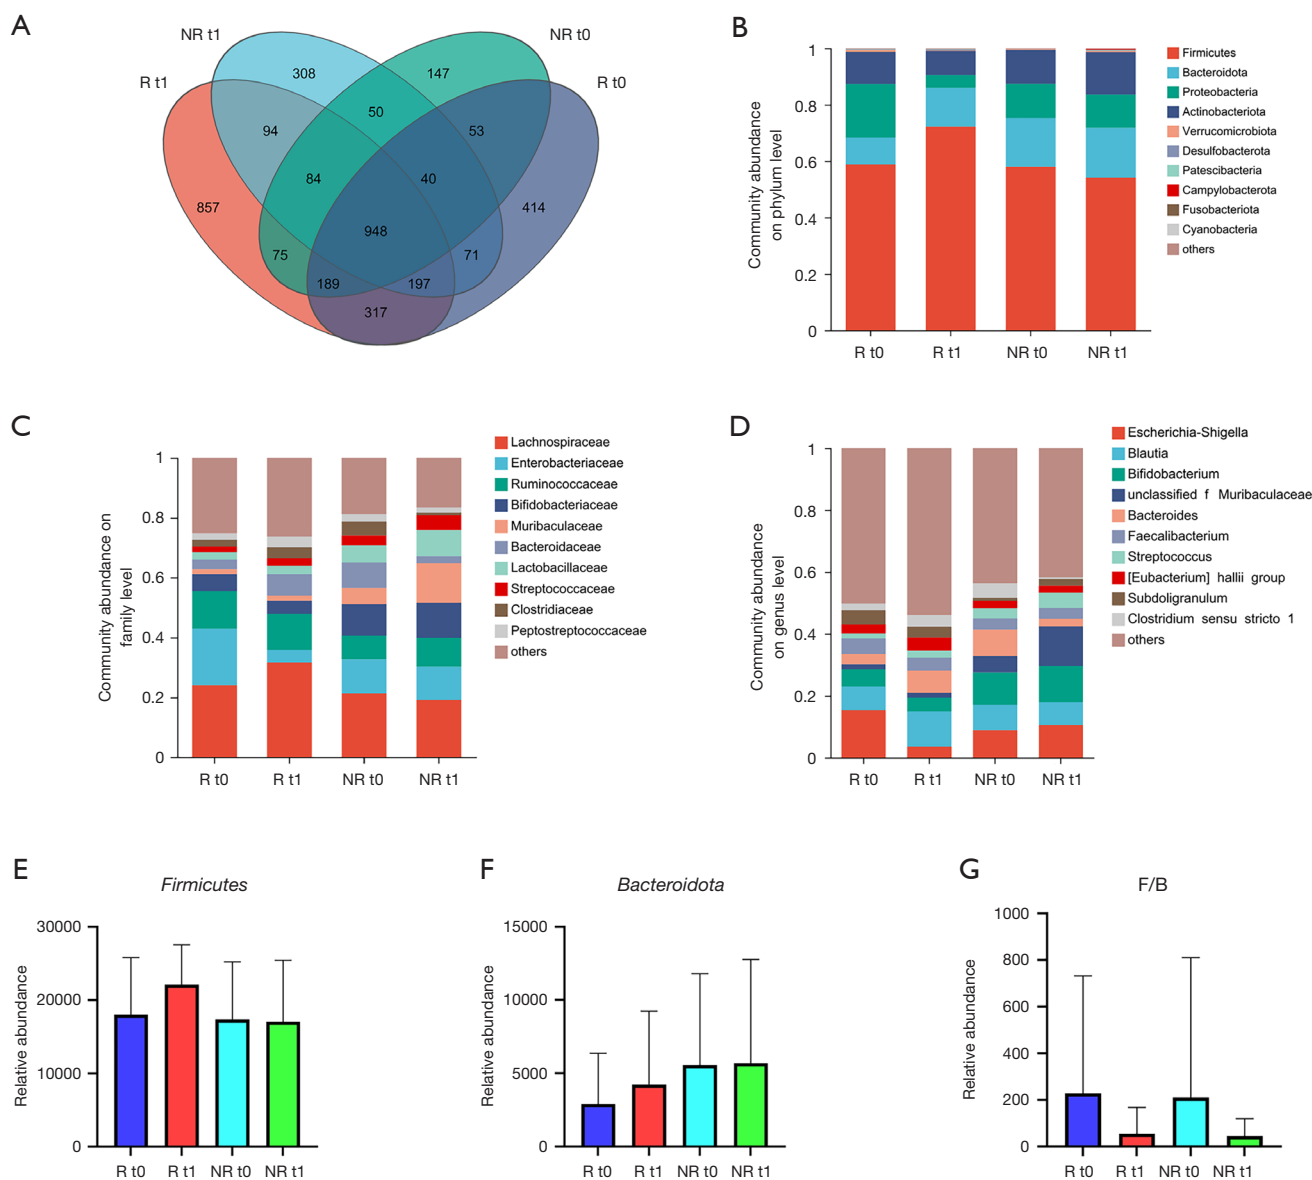 A
NR t1
NR t0
R t1
R t0
308
147
50
94
53
84
40
857
414
948
75
71
189
197
317
B
Community abundance
on phylum level
1
0.8
0.6
0.4
0.2
0
R t0
R t1
NR t0
NR t1
Firmicutes
Bacteroidota
Proteobacteria
Actinobacteriota
Verrucomicrobiota
Desulfobacterota
Patescibacteria
Campylobacterota
Fusobacteriota
Cyanobacteria
others
C
Community abundance on
family level
1
0.8
0.6
0.4
0.2
0
R t0
R t1
NR t0
NR t1
Lachnospiraceae
Enterobacteriaceae
Ruminococcaceae
Bifidobacteriaceae
Muribaculaceae
Bacteroidaceae
Lactobacillaceae
Streptococcaceae
Clostridiaceae
Peptostreptococcaceae
others
D
Community abundance
on genus level
1
0.8
0.6
0.4
0.2
0
R t0
R t1
NR t0
NR t1
Escherichia-Shigella
Blautia
Bifidobacterium
unclassified f Muribaculaceae
Bacteroides
Faecalibacterium
Streptococcus
[Eubacterium] hallii group
Subdoligranulum
Clostridium sensu stricto 1
others
E
Firmicutes
Relative abundance
30000
20000
10000
0
R t0
R t1
NR t0
NR t1
F
Bacteroidota
Relative abundance
15000
10000
5000
0
R t0
R t1
NR t0
NR t1
G
F/B
Relative abundance
1000
800
600
400
200
0
R t0
R t1
NR t0
NR t1